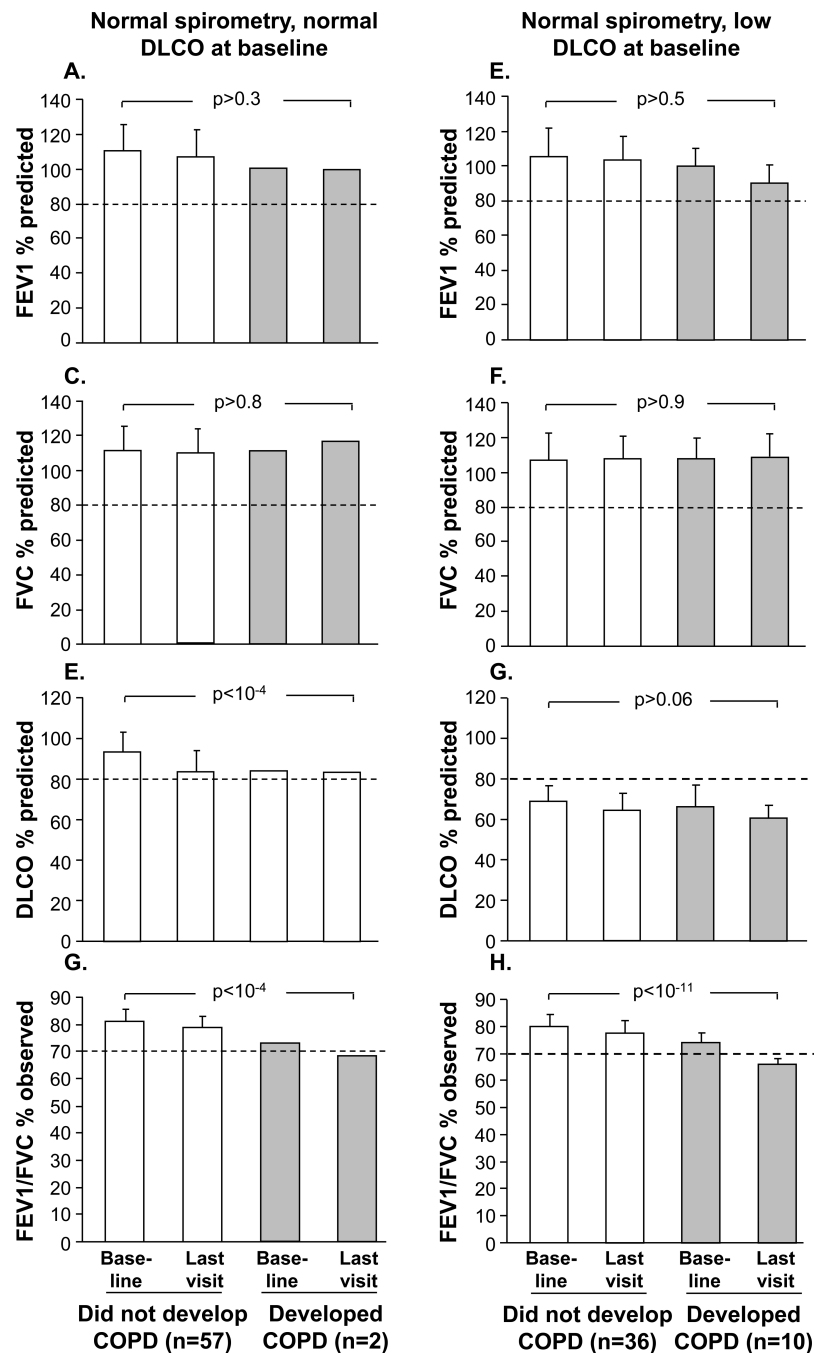 Normal spirometry, normal
DLCO at baseline
A.
p>0.3
FEV1 % predicted
140
120
100
80
60
40
20
0
Normal spirometry, low
DLCO at baseline
E.
p>0.5
FEV1 % predicted
140
120
100
80
60
40
20
0
C.
p>0.8
FVC % predicted
140
120
100
80
60
40
20
0
F.
p>0.9
FVC % predicted
140
120
100
80
60
40
20
0
E.
p<10-4
DLCO % predicted
120
100
80
60
40
20
0
G.
p>0.06
DLCO % predicted
120
100
80
60
40
20
0
G.
p<10-4
FEV1/FVC % observed
90
80
70
60
50
40
30
20
10
0
Base-
line
Last
visit
Base-
line
Last
visit
Did not develop
COPD (n=57)
Developed
COPD (n=2)
H.
p<10-11
FEV1/FVC % observed
90
80
70
60
50
40
30
20
10
0
Base-
line
Last
visit
Base-
line
Last
visit
Did not develop
COPD (n=36)
Developed
COPD (n=10)